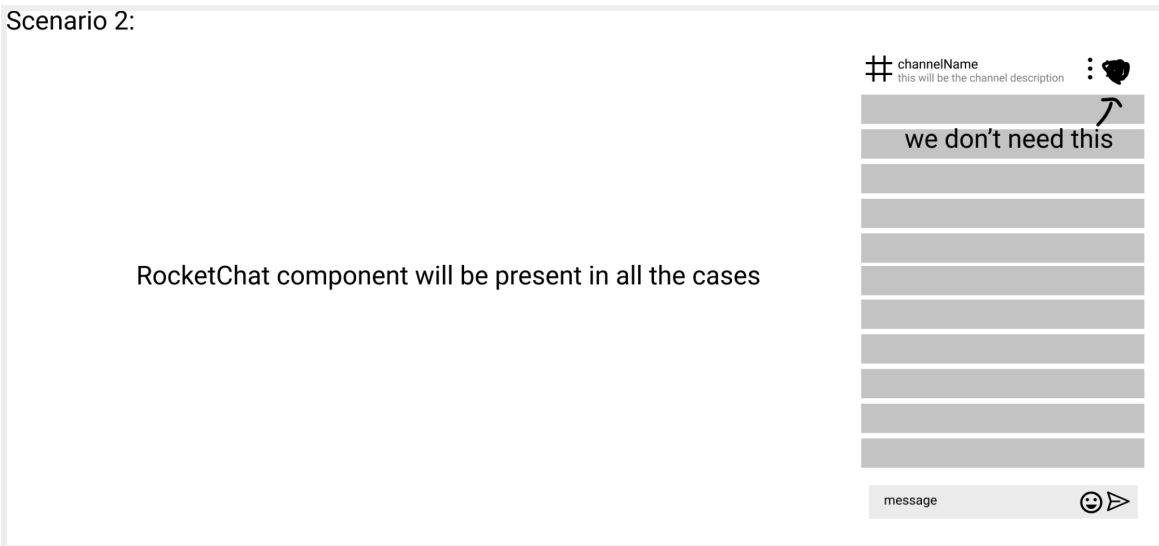 Scenario 2:
channelName
this will be the channel description
we don't need this
RocketChat component will be present in all the cases
message